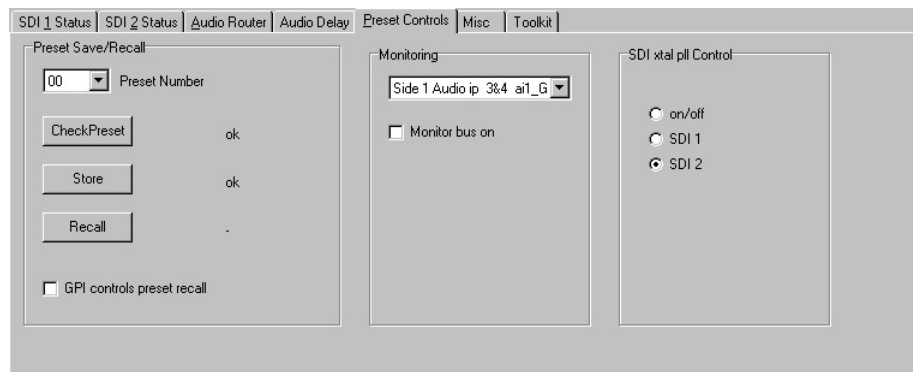 SDI 1 Status SDI 2 Status Audio Router Audio Delay Preset Controls Misc Toolkit
Preset Save/Recall
00 Preset Number
CheckPreset ok
Store ok
Recall .
GPI controls preset recall
Monitoring
Side 1 Audio ip 3&4 ai1_G
Monitor bus on
SDI xtal pll Control
on/off
SDI 1
SDI 2